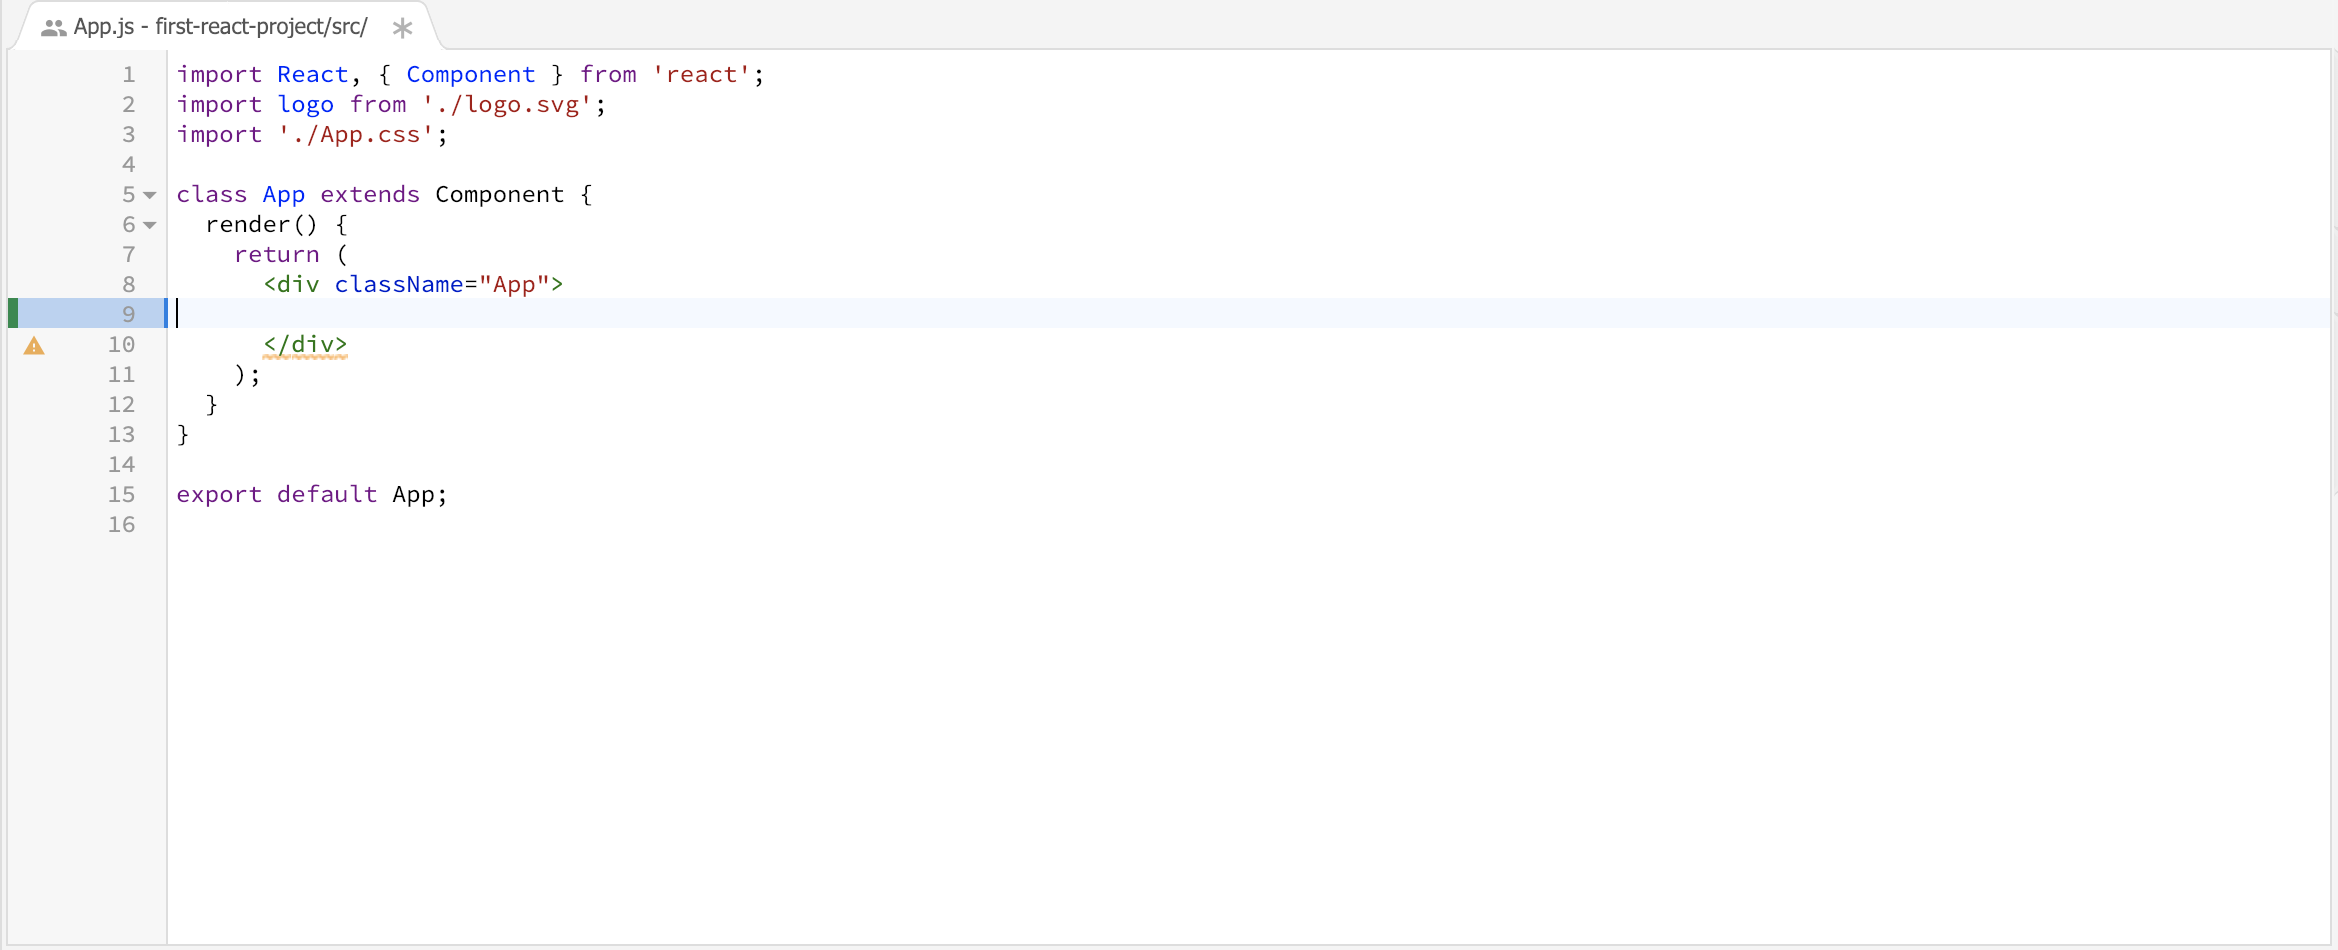 App.js - first-react-project/src/
1 import React, { Component } from 'react';
2 import logo from './logo.svg';
3 import './App.css';
4
5 class App extends Component {
6   render() {
7     return (
8       <div className="App">
9
10       </div>
11     );
12   }
13 }
14
15 export default App;
16